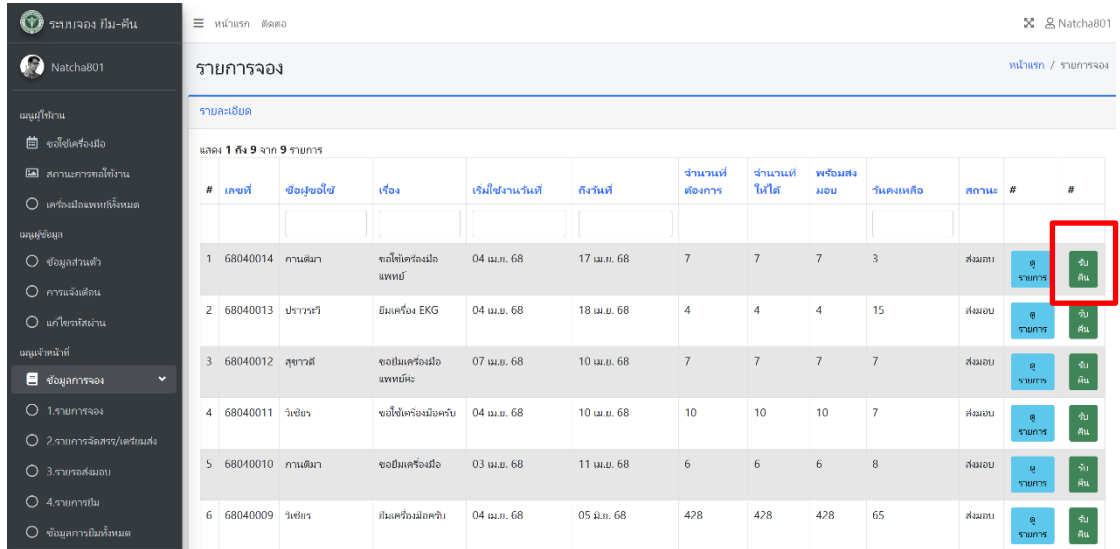 ระบบจอง ยืม-คืน
หน้าแรก ติดต่อ
Natcha801
Natcha801
รายการจอง
หน้าแรก / รายการจอง
เมนูผู้ใช้งาน
ขอใช้เครื่องมือ
สถานะการขอใช้งาน
เครื่องมือแพทย์ทั้งหมด
เมนูผู้ข้อมูล
ข้อมูลส่วนตัว
การแจ้งเตือน
แก้ไขรหัสผ่าน
เมนูเจ้าหน้าที่
ข้อมูลการจอง
1.รายการจอง
2.รายการจัดสรร/เตรียมส่ง
3.รายรอส่งมอบ
4.รายการยืม
ข้อมูลการยืมทั้งหมด
รายละเอียด
แสดง 1 ถึง 9 จาก 9 รายการ
# เลขที่ ชื่อผู้ขอใช้ เรื่อง เริ่มใช้งานวันที่ ถึงวันที่ จำนวนที่ต้องการ จำนวนที่ให้ได้ พร้อมส่งมอบ วันคงเหลือ สถานะ # #
1 68040014 กานติมา ขอใช้เครื่องมือแพทย์ 04 เม.ย. 68 17 เม.ย. 68 7 7 7 3 ส่งมอบ ดูรายการ รับคืน
2 68040013 ปราวระวี ยืมเครื่อง EKG 04 เม.ย. 68 18 เม.ย. 68 4 4 4 15 ส่งมอบ ดูรายการ รับคืน
3 68040012 สุขาวดี ขอยืมเครื่องมือแพทย์ค่ะ 07 เม.ย. 68 10 เม.ย. 68 7 7 7 7 ส่งมอบ ดูรายการ รับคืน
4 68040011 วิเชียร ขอใช้เครื่องมือครับ 04 เม.ย. 68 10 เม.ย. 68 10 10 10 7 ส่งมอบ ดูรายการ รับคืน
5 68040010 กานติมา ขอยืมเครื่องมือ 03 เม.ย. 68 11 เม.ย. 68 6 6 6 8 ส่งมอบ ดูรายการ รับคืน
6 68040009 วิเชียร ยืมเครื่องมือครับ 04 เม.ย. 68 05 มิ.ย. 68 428 428 428 65 ส่งมอบ ดูรายการ รับคืน